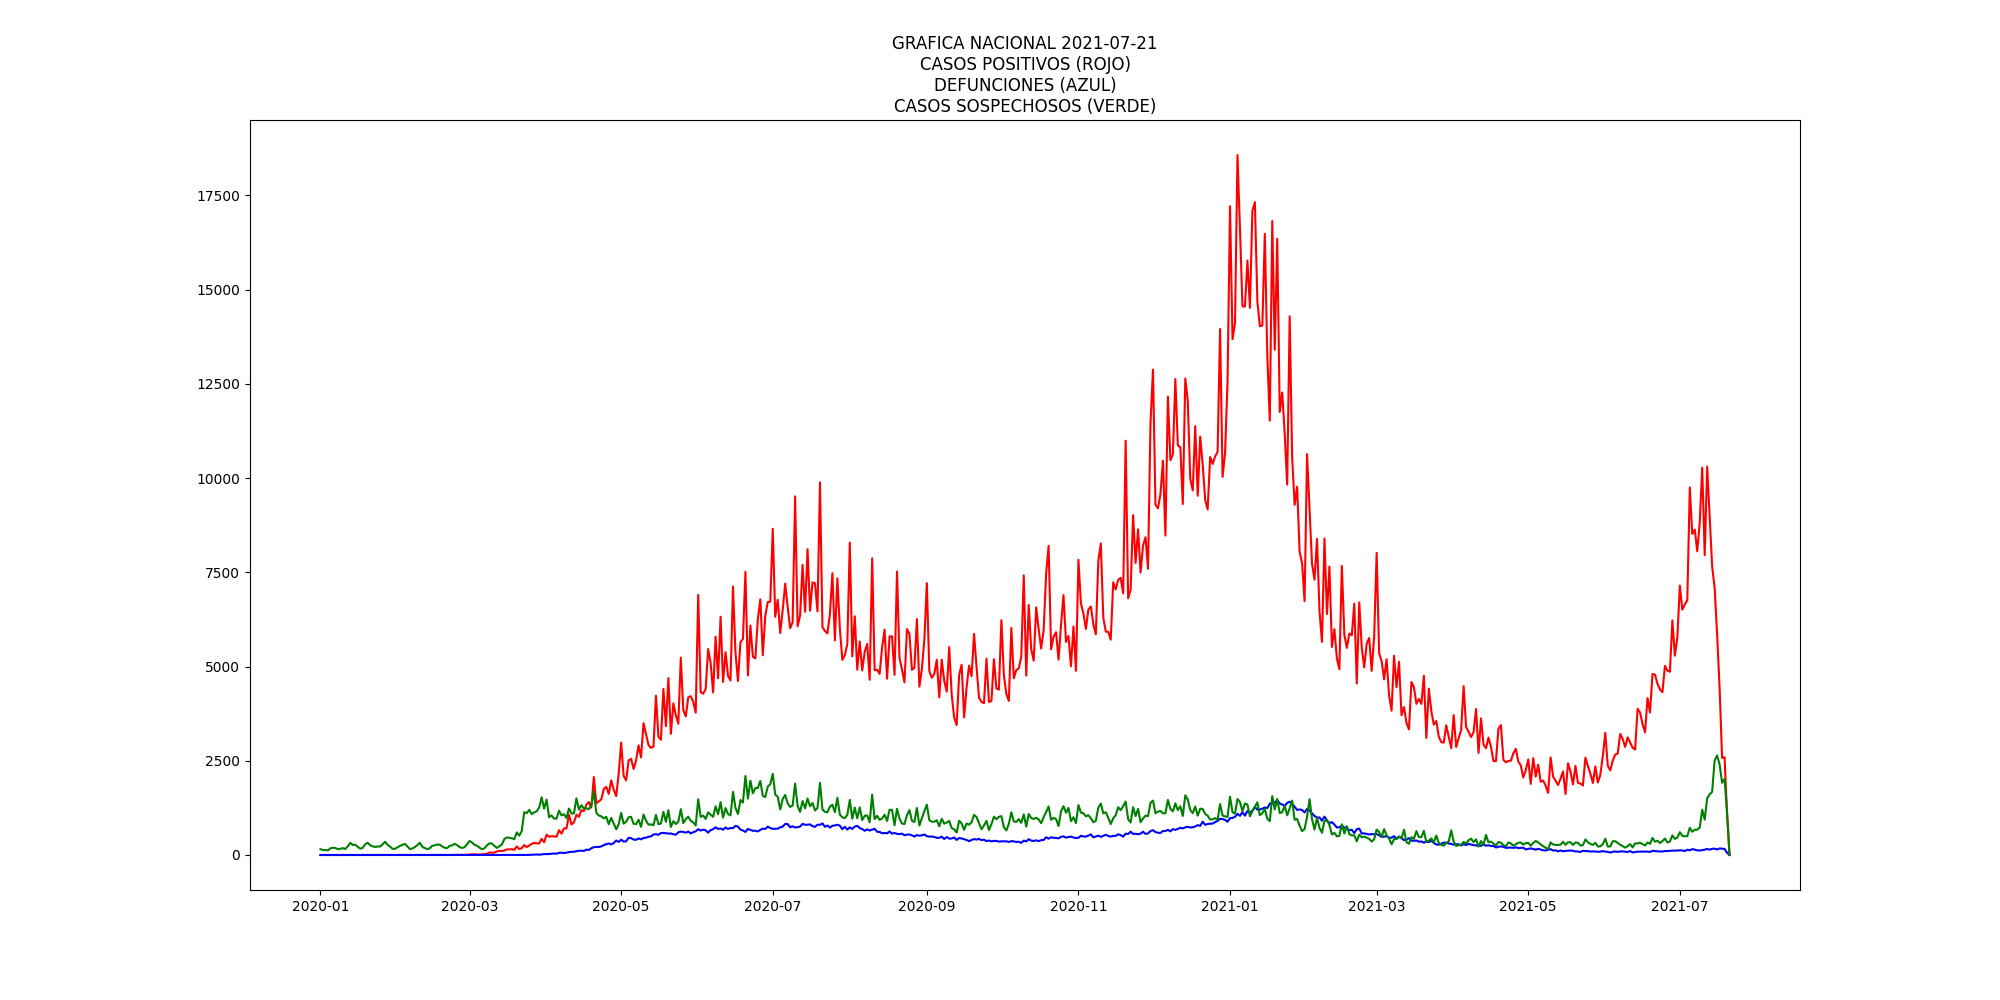 GRAFICA NACIONAL 2021-07-21
CASOS POSITIVOS (ROJO)
DEFUNCIONES (AZUL)
CASOS SOSPECHOSOS (VERDE)
17500
15000
12500
10000
7500
5000
2500
0
2020-01 2020-03 2020-05 2020-07 2020-09 2020-11 2021-01 2021-03 2021-05 2021-07